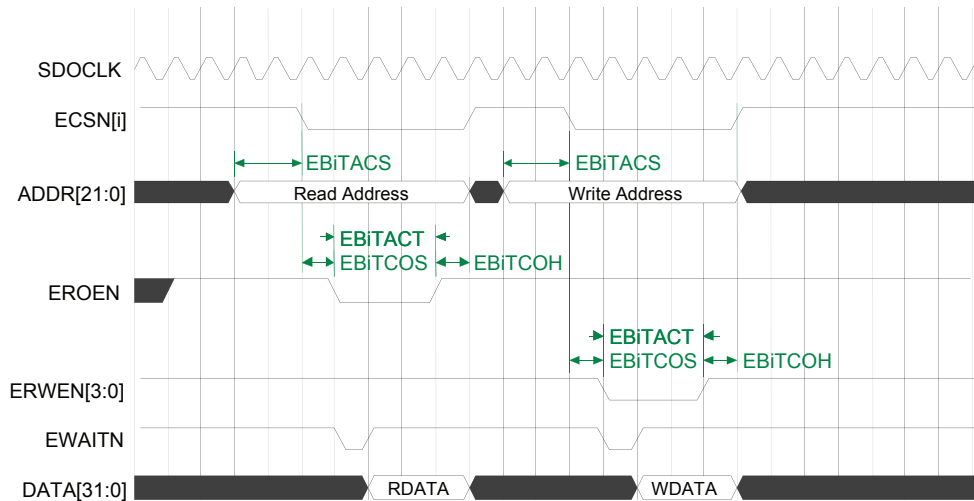 SDOCLK
ECSN[i]
EBiTACS EBiTACS
ADDR[21:0] Read Address Write Address
EBiTACT
EBiTCOS EBiTCOH
EROEN
EBiTACT
EBiTCOS EBiTCOH
ERWEN[3:0]
EWAITN
DATA[31:0] RDATA WDATA